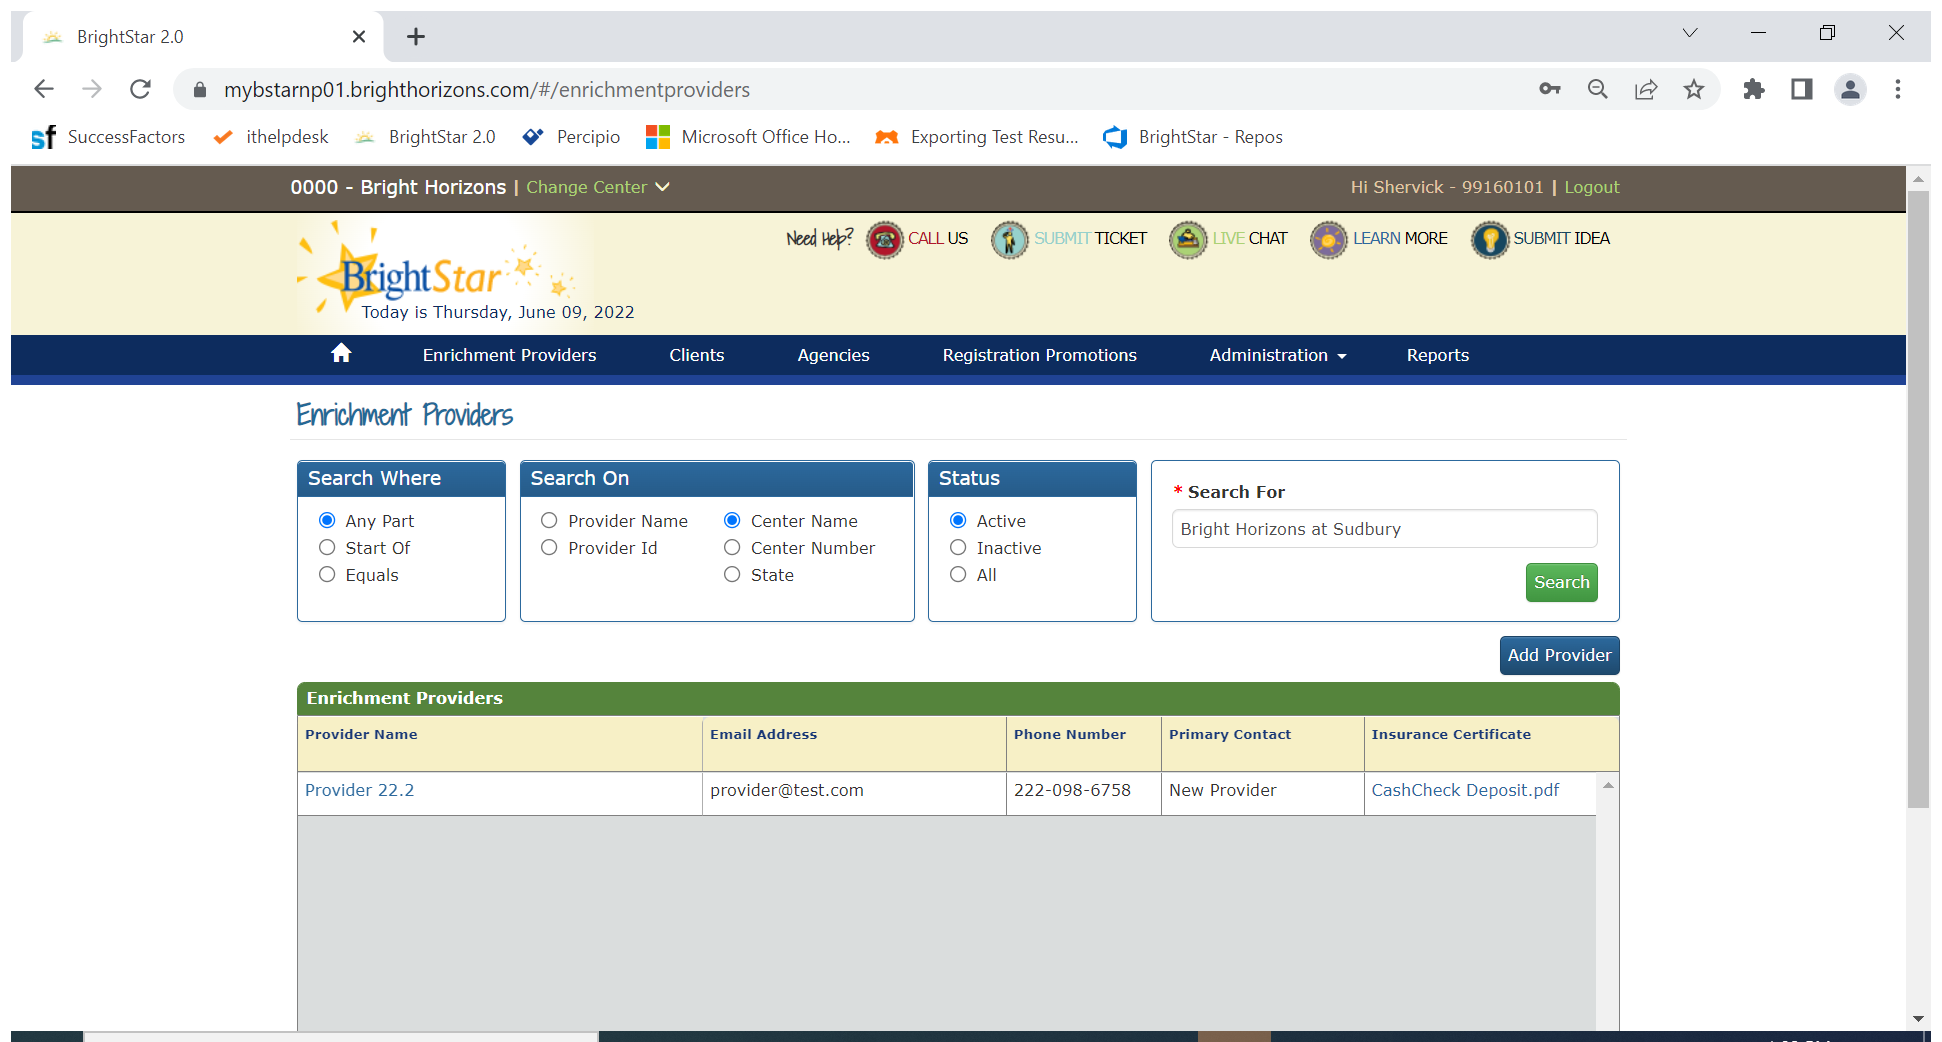 BrightStar 2.0
mybstarnp01.brighthorizons.com/#/enrichmentproviders
sf SuccessFactors ithelpdesk BrightStar 2.0 Percipio Microsoft Office Ho... Exporting Test Resu... BrightStar - Repos
0000 - Bright Horizons | Change Center Hi Shervick - 99160101 | Logout
Need Help? CALL US SUBMIT TICKET LIVE CHAT LEARN MORE SUBMIT IDEA
BrightStar
Today is Thursday, June 09, 2022
Enrichment Providers Clients Agencies Registration Promotions Administration Reports
Enrichment Providers
Search Where
Any Part
Start Of
Equals
Search On
Provider Name Center Name
Provider Id Center Number
State
Status
Active
Inactive
All
* Search For
Bright Horizons at Sudbury
Search
Add Provider
Enrichment Providers
Provider Name Email Address Phone Number Primary Contact Insurance Certificate
Provider 22.2 provider@test.com 222-098-6758 New Provider CashCheck Deposit.pdf